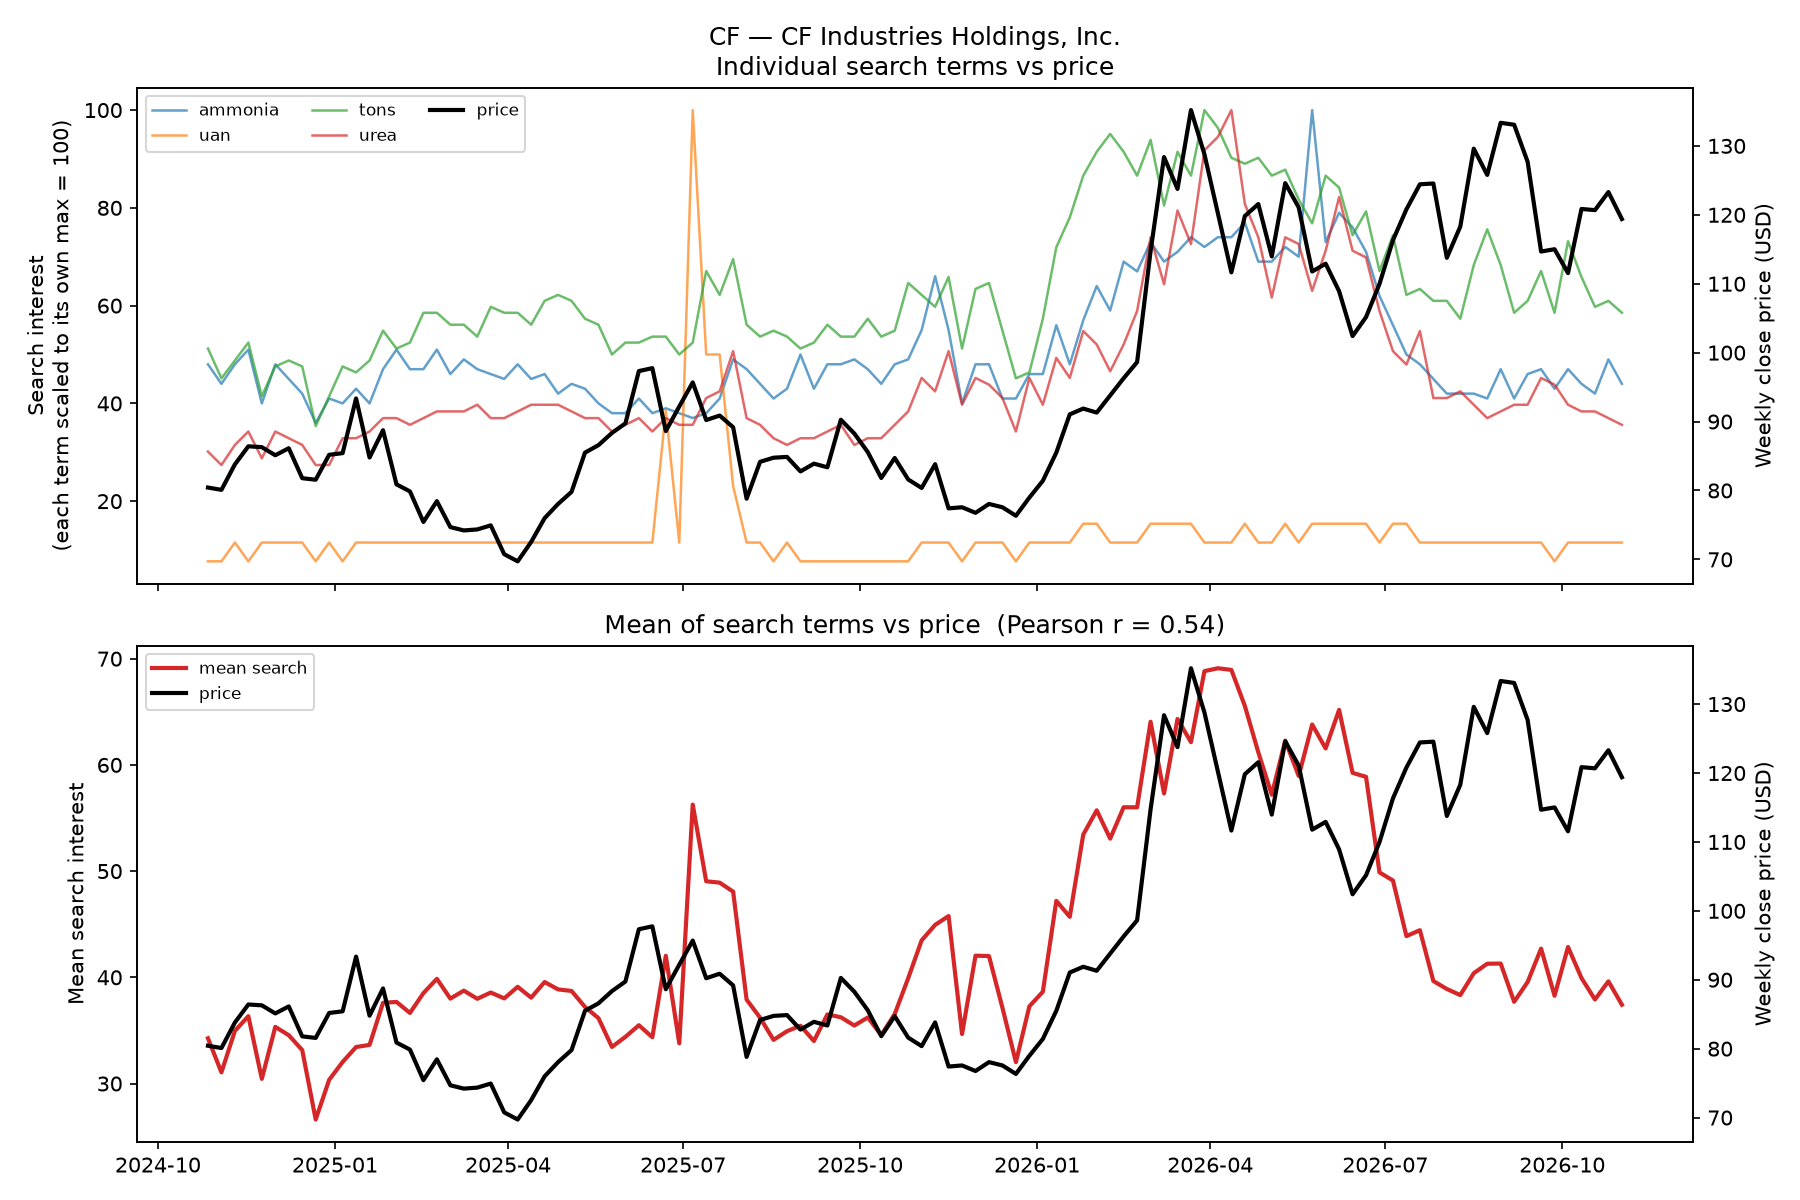 CF — CF Industries Holdings, Inc.
Individual search terms vs price
ammonia
uan
tons
urea
price
Search interest
(each term scaled to its own max = 100)
100
80
60
40
20
Weekly close price (USD)
130
120
110
100
90
80
70
Mean of search terms vs price (Pearson r = 0.54)
mean search
price
Mean search interest
70
60
50
40
30
Weekly close price (USD)
130
120
110
100
90
80
70
2024-10
2025-01
2025-04
2025-07
2025-10
2026-01
2026-04
2026-07
2026-10